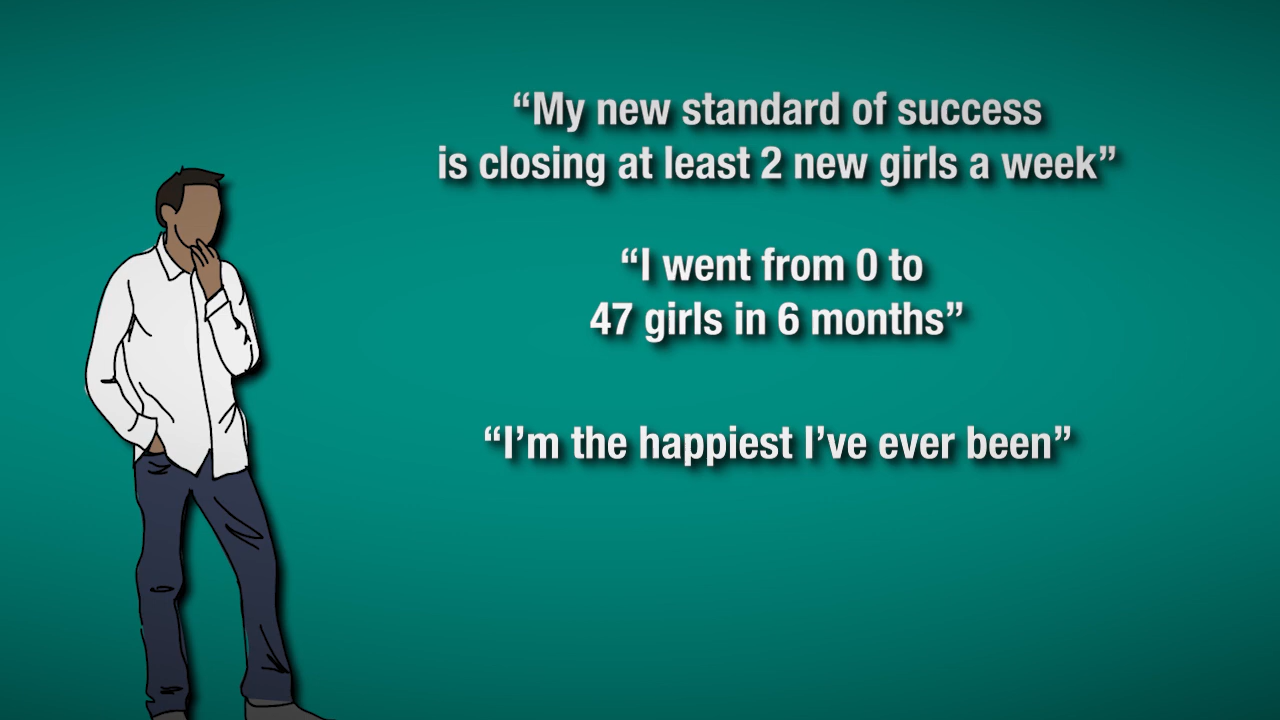 “My new standard of success
is closing at least 2 new girls a week”
“I went from 0 to
47 girls in 6 months”
“I’m the happiest I’ve ever been”